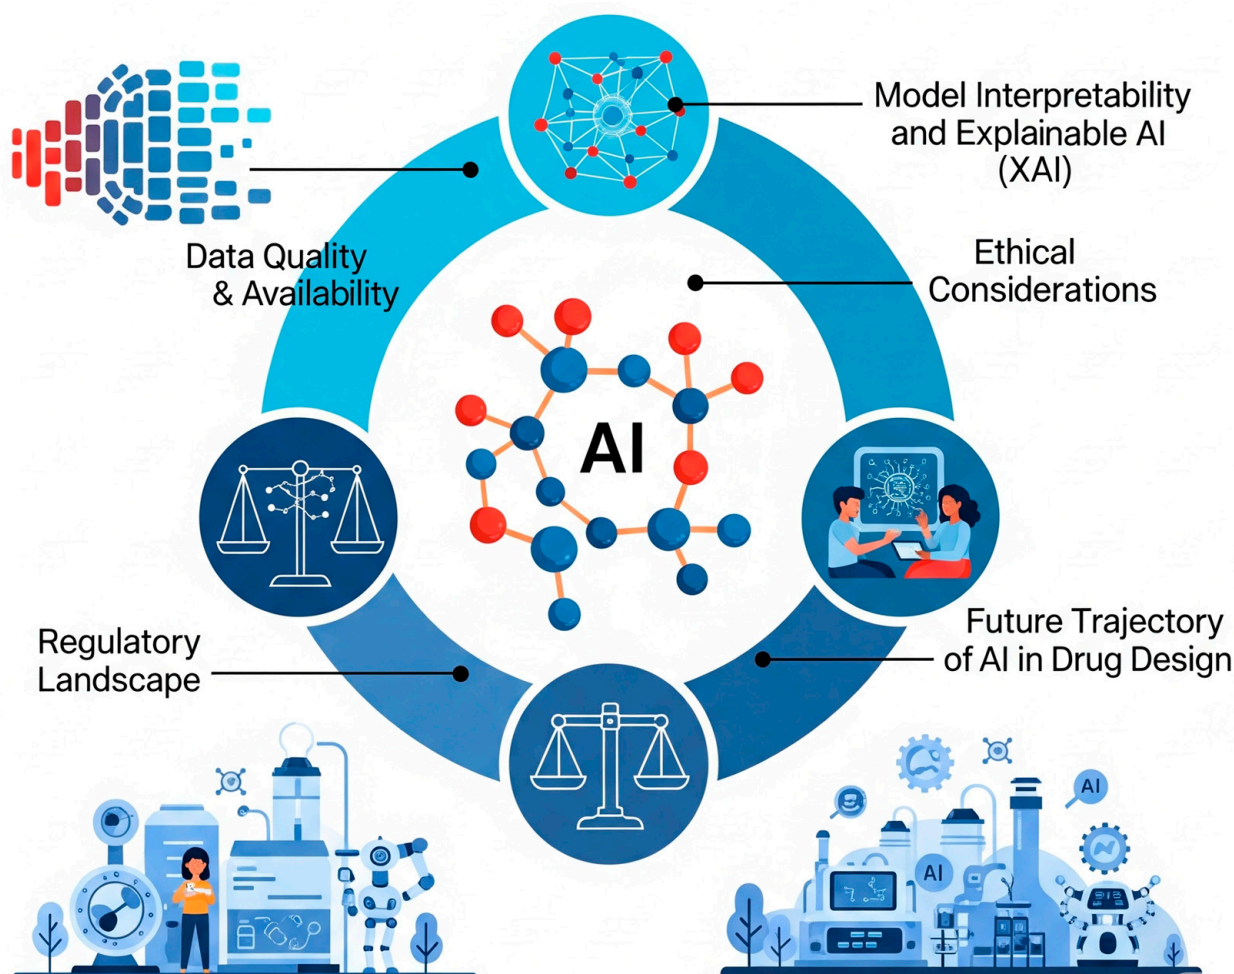 Model Interpretability
and Explainable AI
(XAI)
Data Quality
& Availability
Ethical
Considerations
AI
Regulatory
Landscape
Future Trajectory
of AI in Drug Design
AI
AI